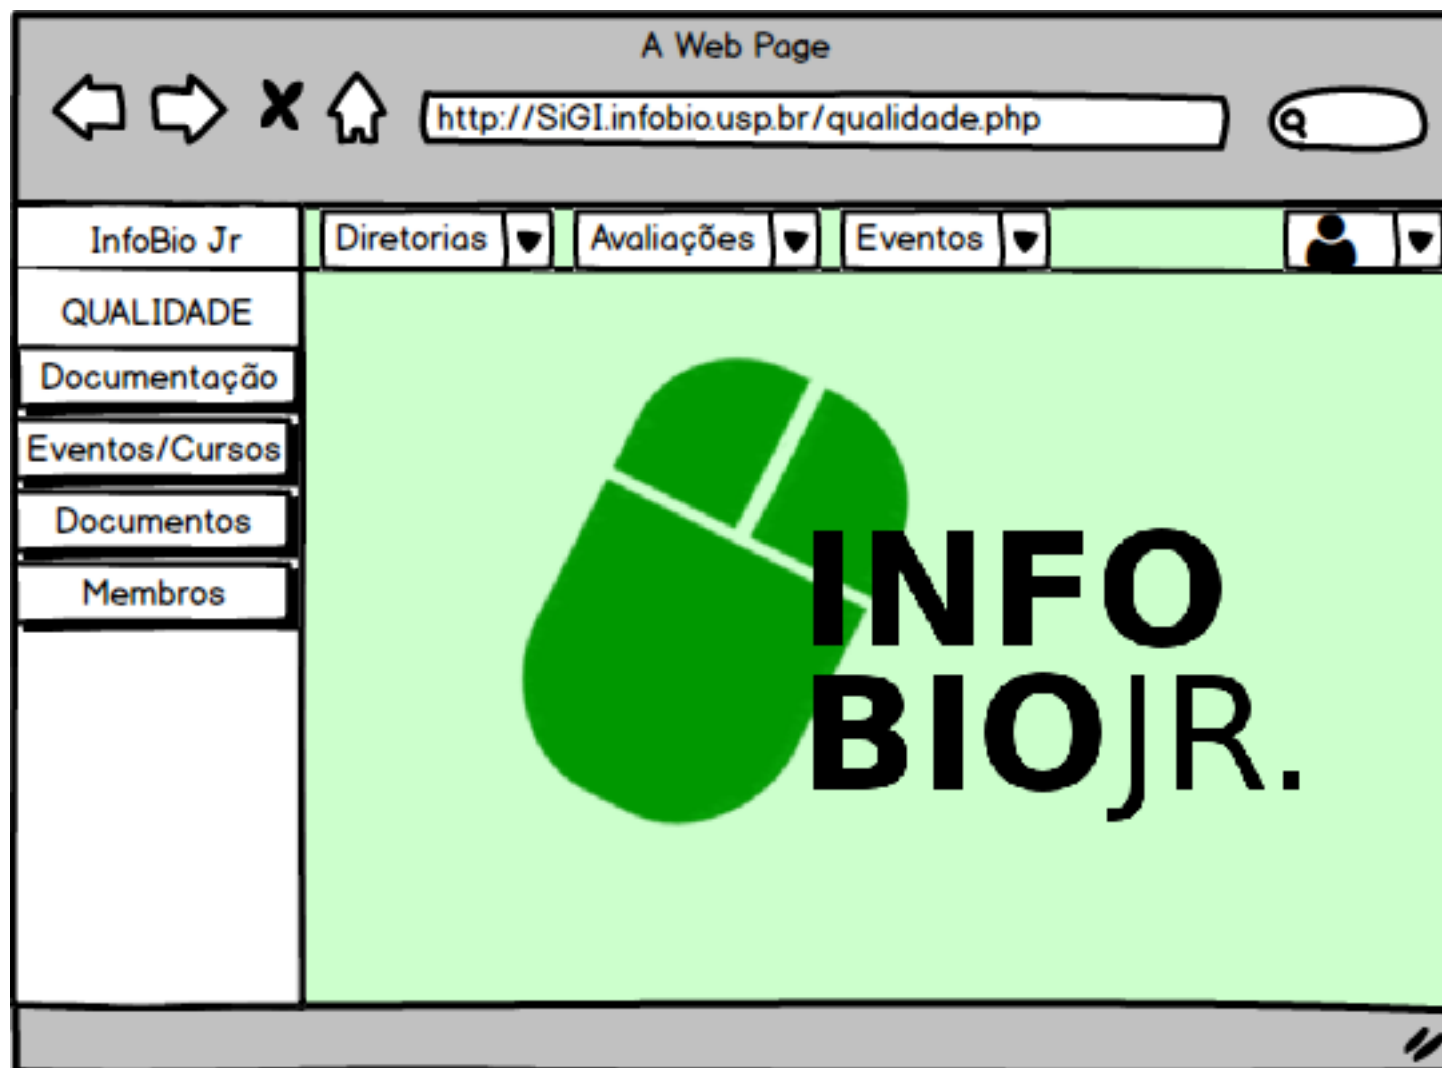 A Web Page
http://SiGI.infobio.usp.br/qualidade.php
InfoBio Jr
Diretorias
Avaliações
Eventos
QUALIDADE
Documentação
Eventos/Cursos
Documentos
Membros
INFO
BIOJR.